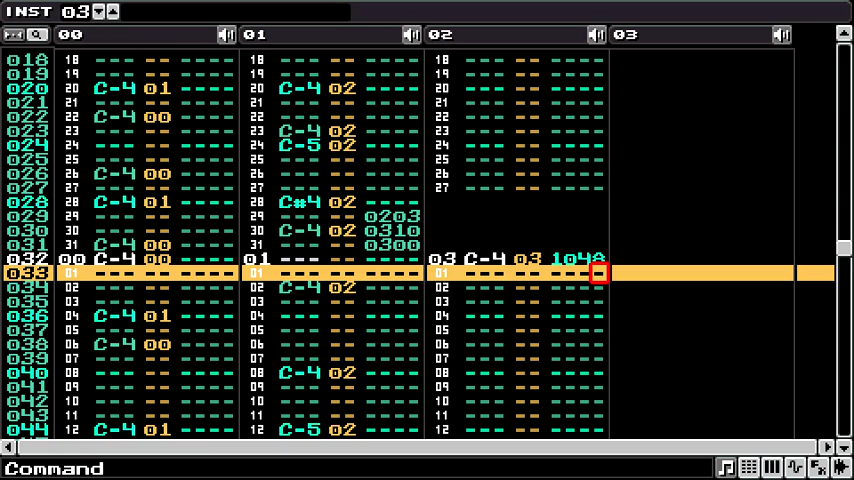 INST 03
00 01 02 03
018 18 --- -- ---- 18 --- -- ---- 18 --- -- ----
019 19 --- -- ---- 19 --- -- ---- 19 --- -- ----
020 20 C-4 01 ---- 20 C-4 02 ---- 20 --- -- ----
021 21 --- -- ---- 21 --- -- ---- 21 --- -- ----
022 22 C-4 00 ---- 22 --- -- ---- 22 --- -- ----
023 23 --- -- ---- 23 C-4 02 ---- 23 --- -- ----
024 24 --- -- ---- 24 C-5 02 ---- 24 --- -- ----
025 25 --- -- ---- 25 --- -- ---- 25 --- -- ----
026 26 C-4 00 ---- 26 --- -- ---- 26 --- -- ----
027 27 --- -- ---- 27 --- -- ---- 27 --- -- ----
028 28 C-4 01 ---- 28 C#4 02 ----
029 29 --- -- ---- 29 --- -- 0203
030 30 --- -- ---- 30 C-4 02 0310
031 31 C-4 00 ---- 31 --- -- 0300
032 00 C-4 00 ---- 01 --- -- ---- 03 C-4 03 104A
033 01 --- -- ---- 01 --- -- ---- 01 --- -- ----
034 02 --- -- ---- 02 C-4 02 ---- 02 --- -- ----
035 03 --- -- ---- 03 --- -- ---- 03 --- -- ----
036 04 C-4 01 ---- 04 --- -- ---- 04 --- -- ----
037 05 --- -- ---- 05 --- -- ---- 05 --- -- ----
038 06 C-4 00 ---- 06 --- -- ---- 06 --- -- ----
039 07 --- -- ---- 07 --- -- ---- 07 --- -- ----
040 08 --- -- ---- 08 C-4 02 ---- 08 --- -- ----
041 09 --- -- ---- 09 --- -- ---- 09 --- -- ----
042 10 --- -- ---- 10 --- -- ---- 10 --- -- ----
043 11 --- -- ---- 11 --- -- ---- 11 --- -- ----
044 12 C-4 01 ---- 12 C-5 02 ---- 12 --- -- ----
Command